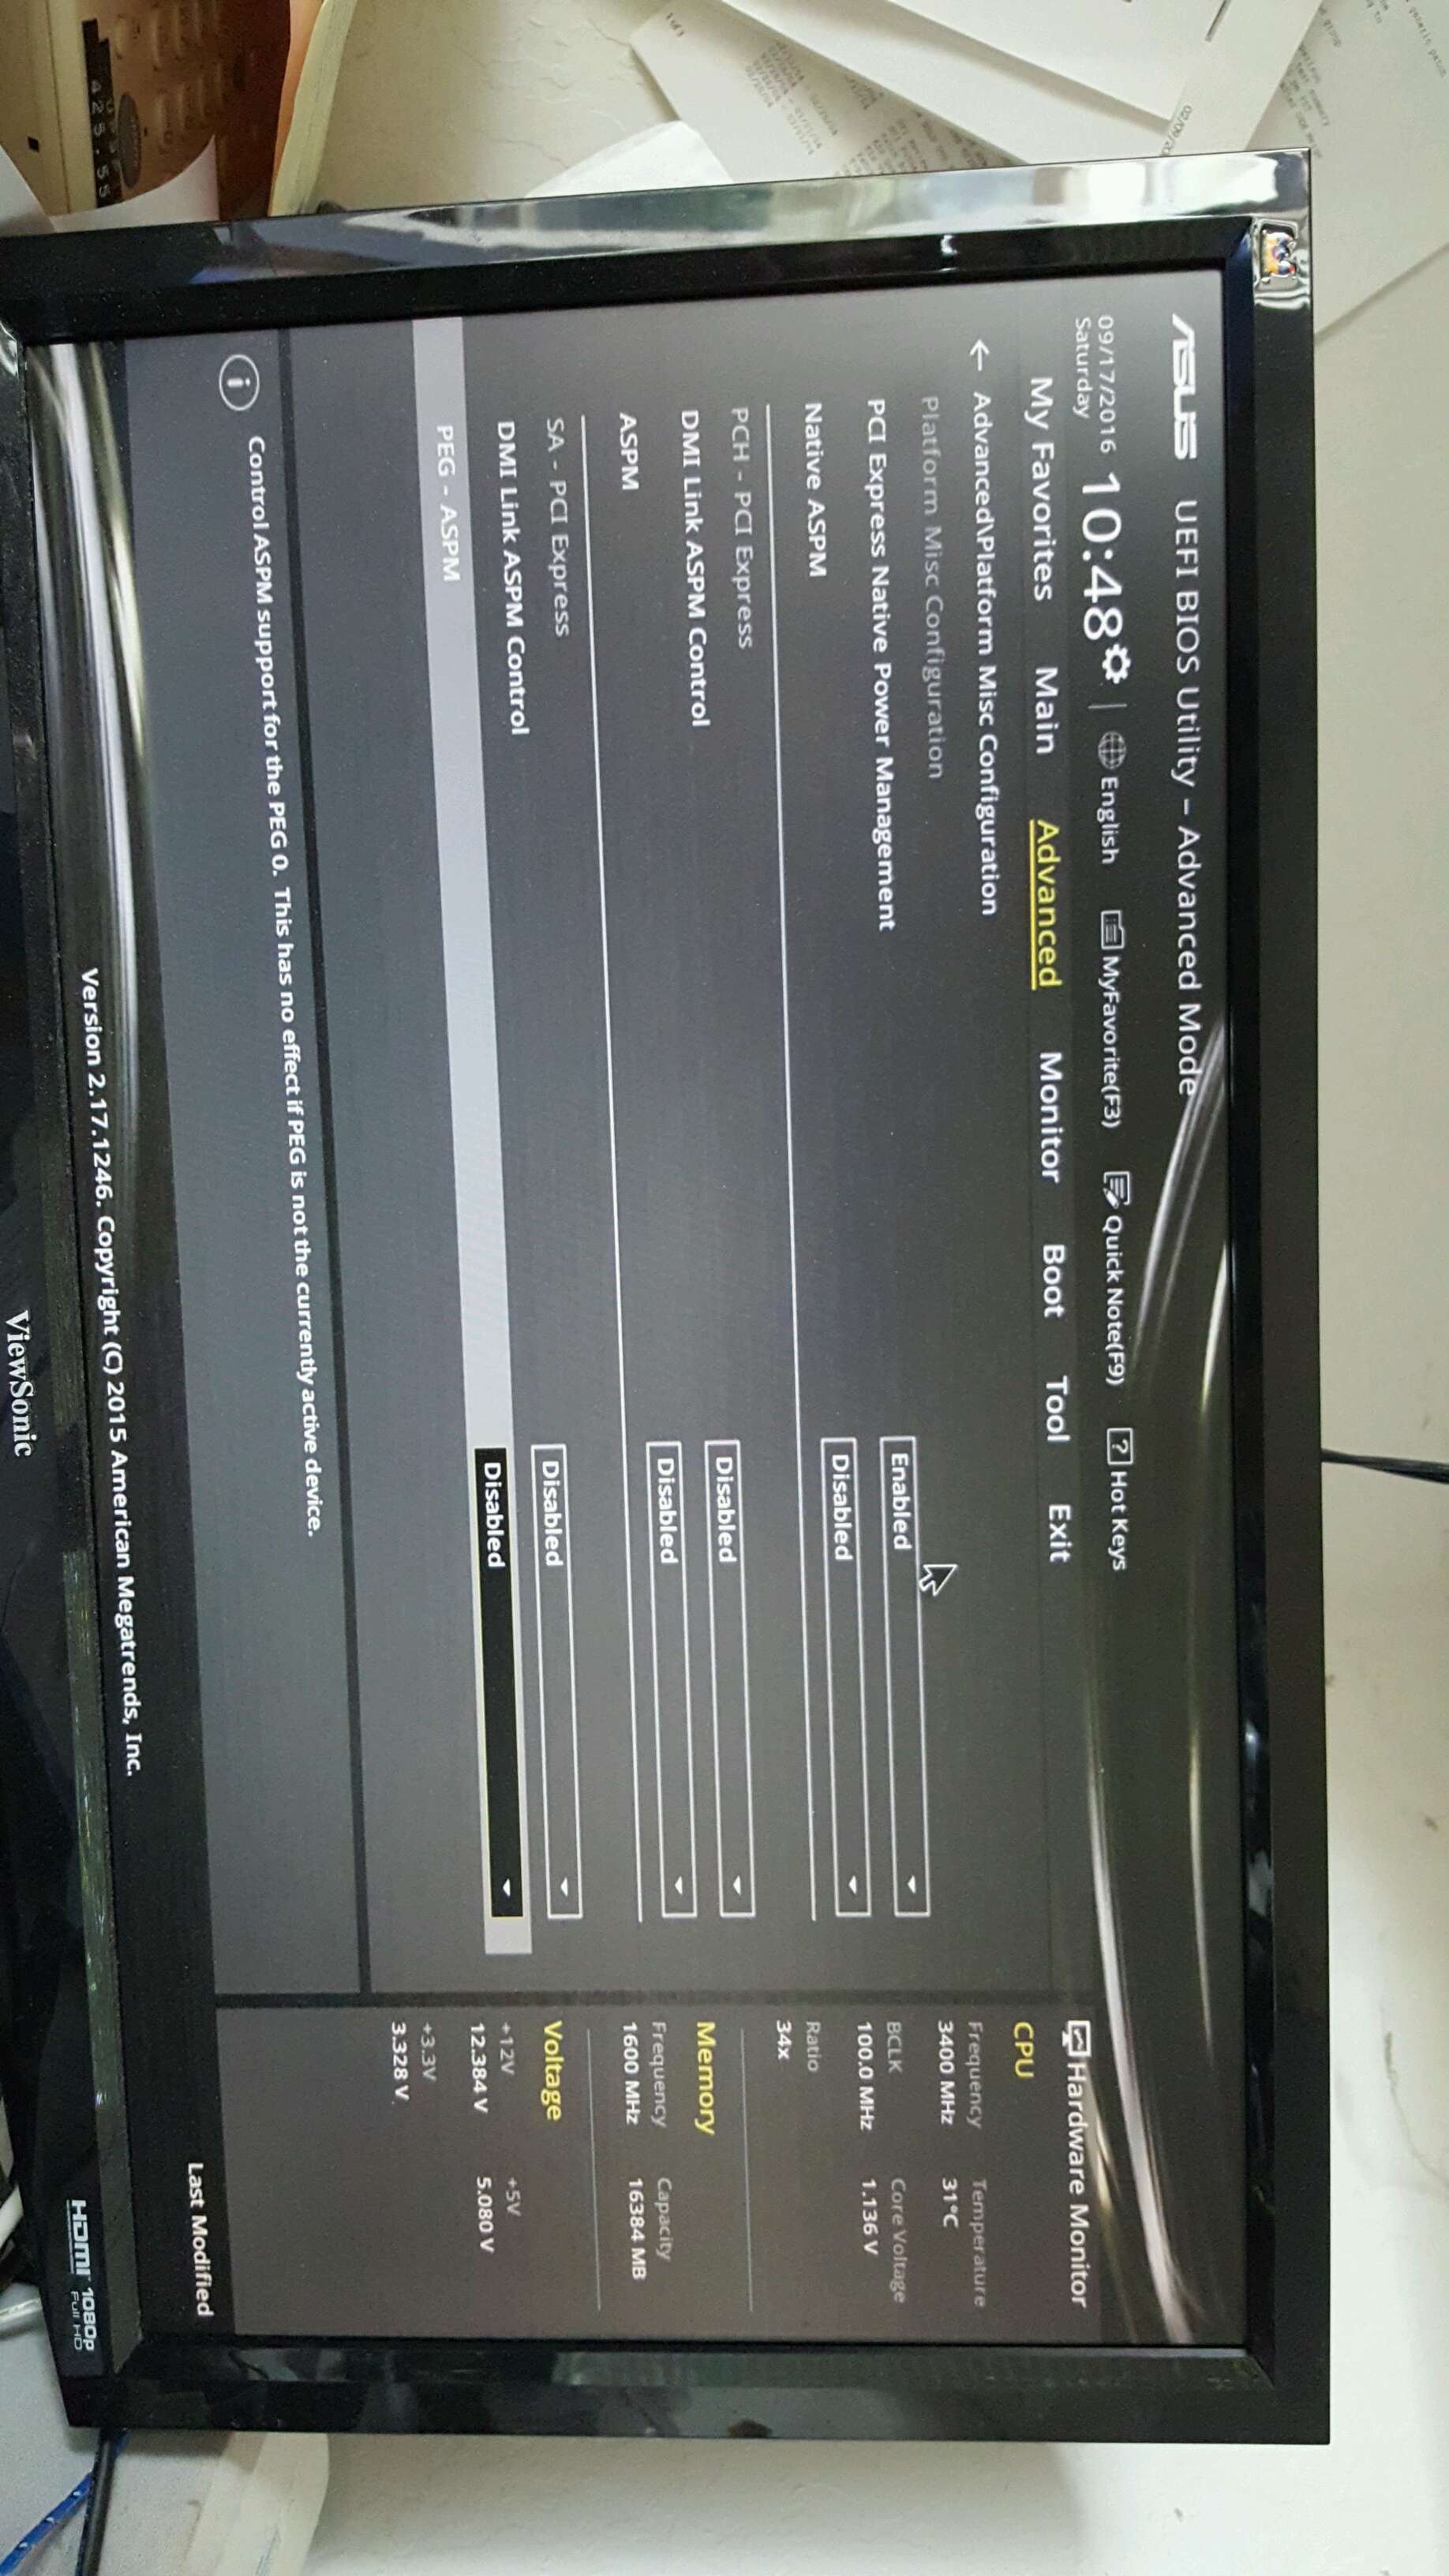 ASUS UEFI BIOS Utility – Advanced Mode
09/17/2016
Saturday
10:48
English
MyFavorite(F3)
Quick Note(F9)
? Hot Keys
My Favorites Main Advanced Monitor Boot Tool Exit
← Advanced\Platform Misc Configuration
Platform Misc Configuration
PCI Express Native Power Management Enabled
Native ASPM Disabled
PCH - PCI Express
DMI Link ASPM Control Disabled
ASPM Disabled
SA - PCI Express
DMI Link ASPM Control Disabled
PEG - ASPM Disabled
i Control ASPM support for the PEG 0. This has no effect if PEG is not the currently active device.
Hardware Monitor
CPU
Frequency Temperature
3400 MHz 31°C
BCLK Core Voltage
100.0 MHz 1.136 V
Ratio
34x
Memory
Frequency Capacity
1600 MHz 16384 MB
Voltage
+12V +5V
12.384 V 5.080 V
+3.3V
3.328 V
Last Modified
Version 2.17.1246. Copyright (C) 2015 American Megatrends, Inc.
ViewSonic
HDMI 1080p
Full HD